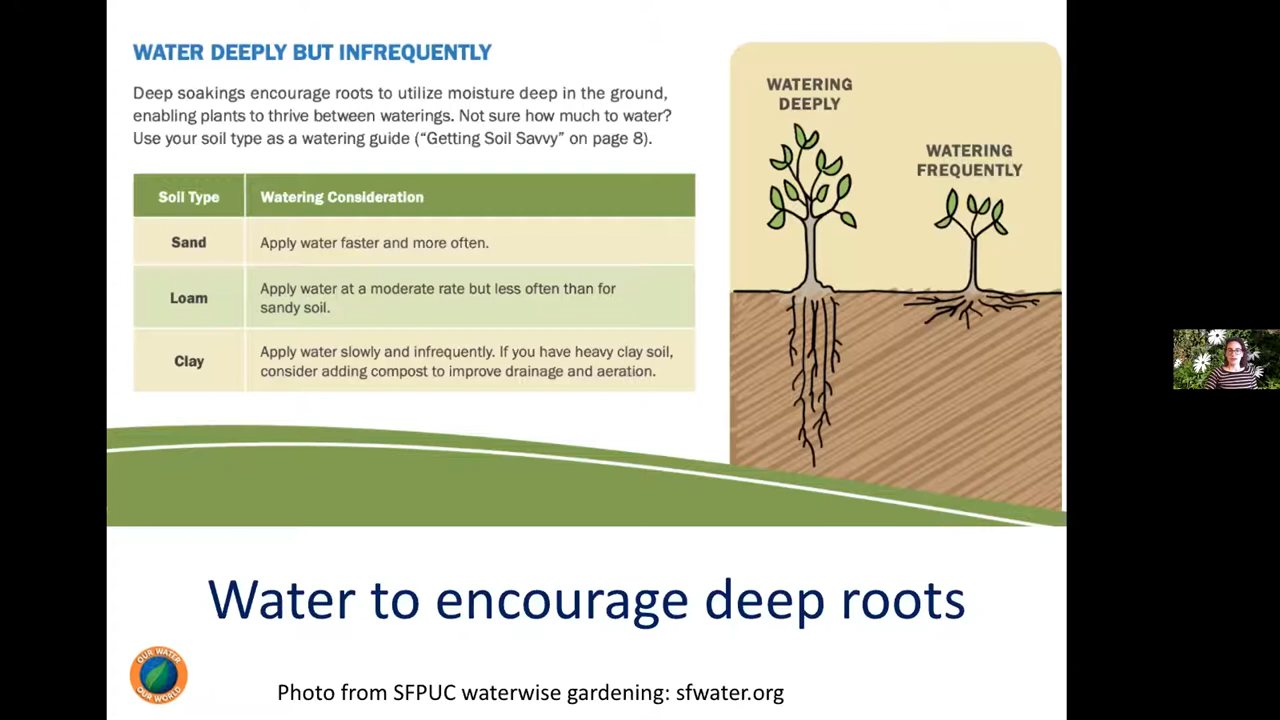 WATER DEEPLY BUT INFREQUENTLY
Deep soakings encourage roots to utilize moisture deep in the ground,
enabling plants to thrive between waterings. Not sure how much to water?
Use your soil type as a watering guide (“Getting Soil Savvy” on page 8).
Soil Type
Watering Consideration
Sand
Apply water faster and more often.
Loam
Apply water at a moderate rate but less often than for
sandy soil.
Clay
Apply water slowly and infrequently. If you have heavy clay soil,
consider adding compost to improve drainage and aeration.
WATERING
DEEPLY
WATERING
FREQUENTLY
Water to encourage deep roots
OUR WATER
OUR WORLD
Photo from SFPUC waterwise gardening: sfwater.org